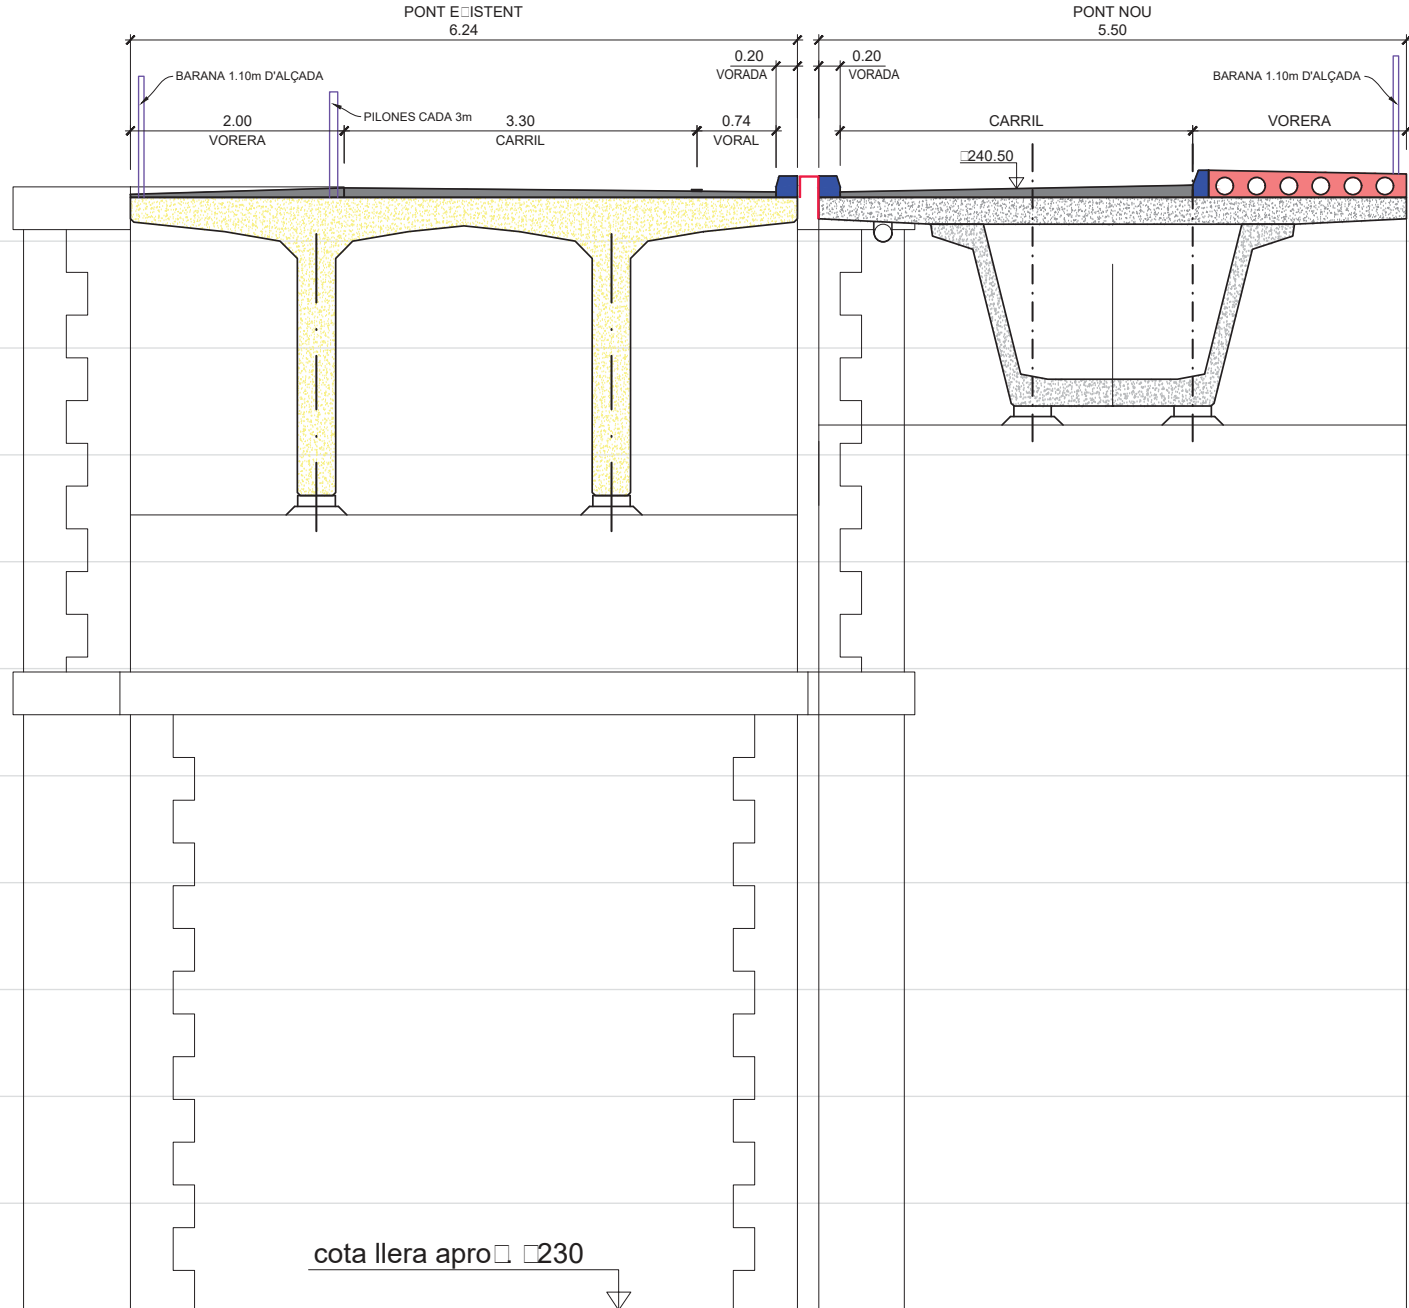 PONT E□ISTENT
6.24
PONT NOU
5.50
0.20
VORADA
0.20
VORADA
BARANA 1.10m D'ALÇADA
BARANA 1.10m D'ALÇADA
PILONES CADA 3m
2.00
VORERA
3.30
CARRIL
0.74
VORAL
CARRIL
VORERA
□240.50
cota llera apro□. □230